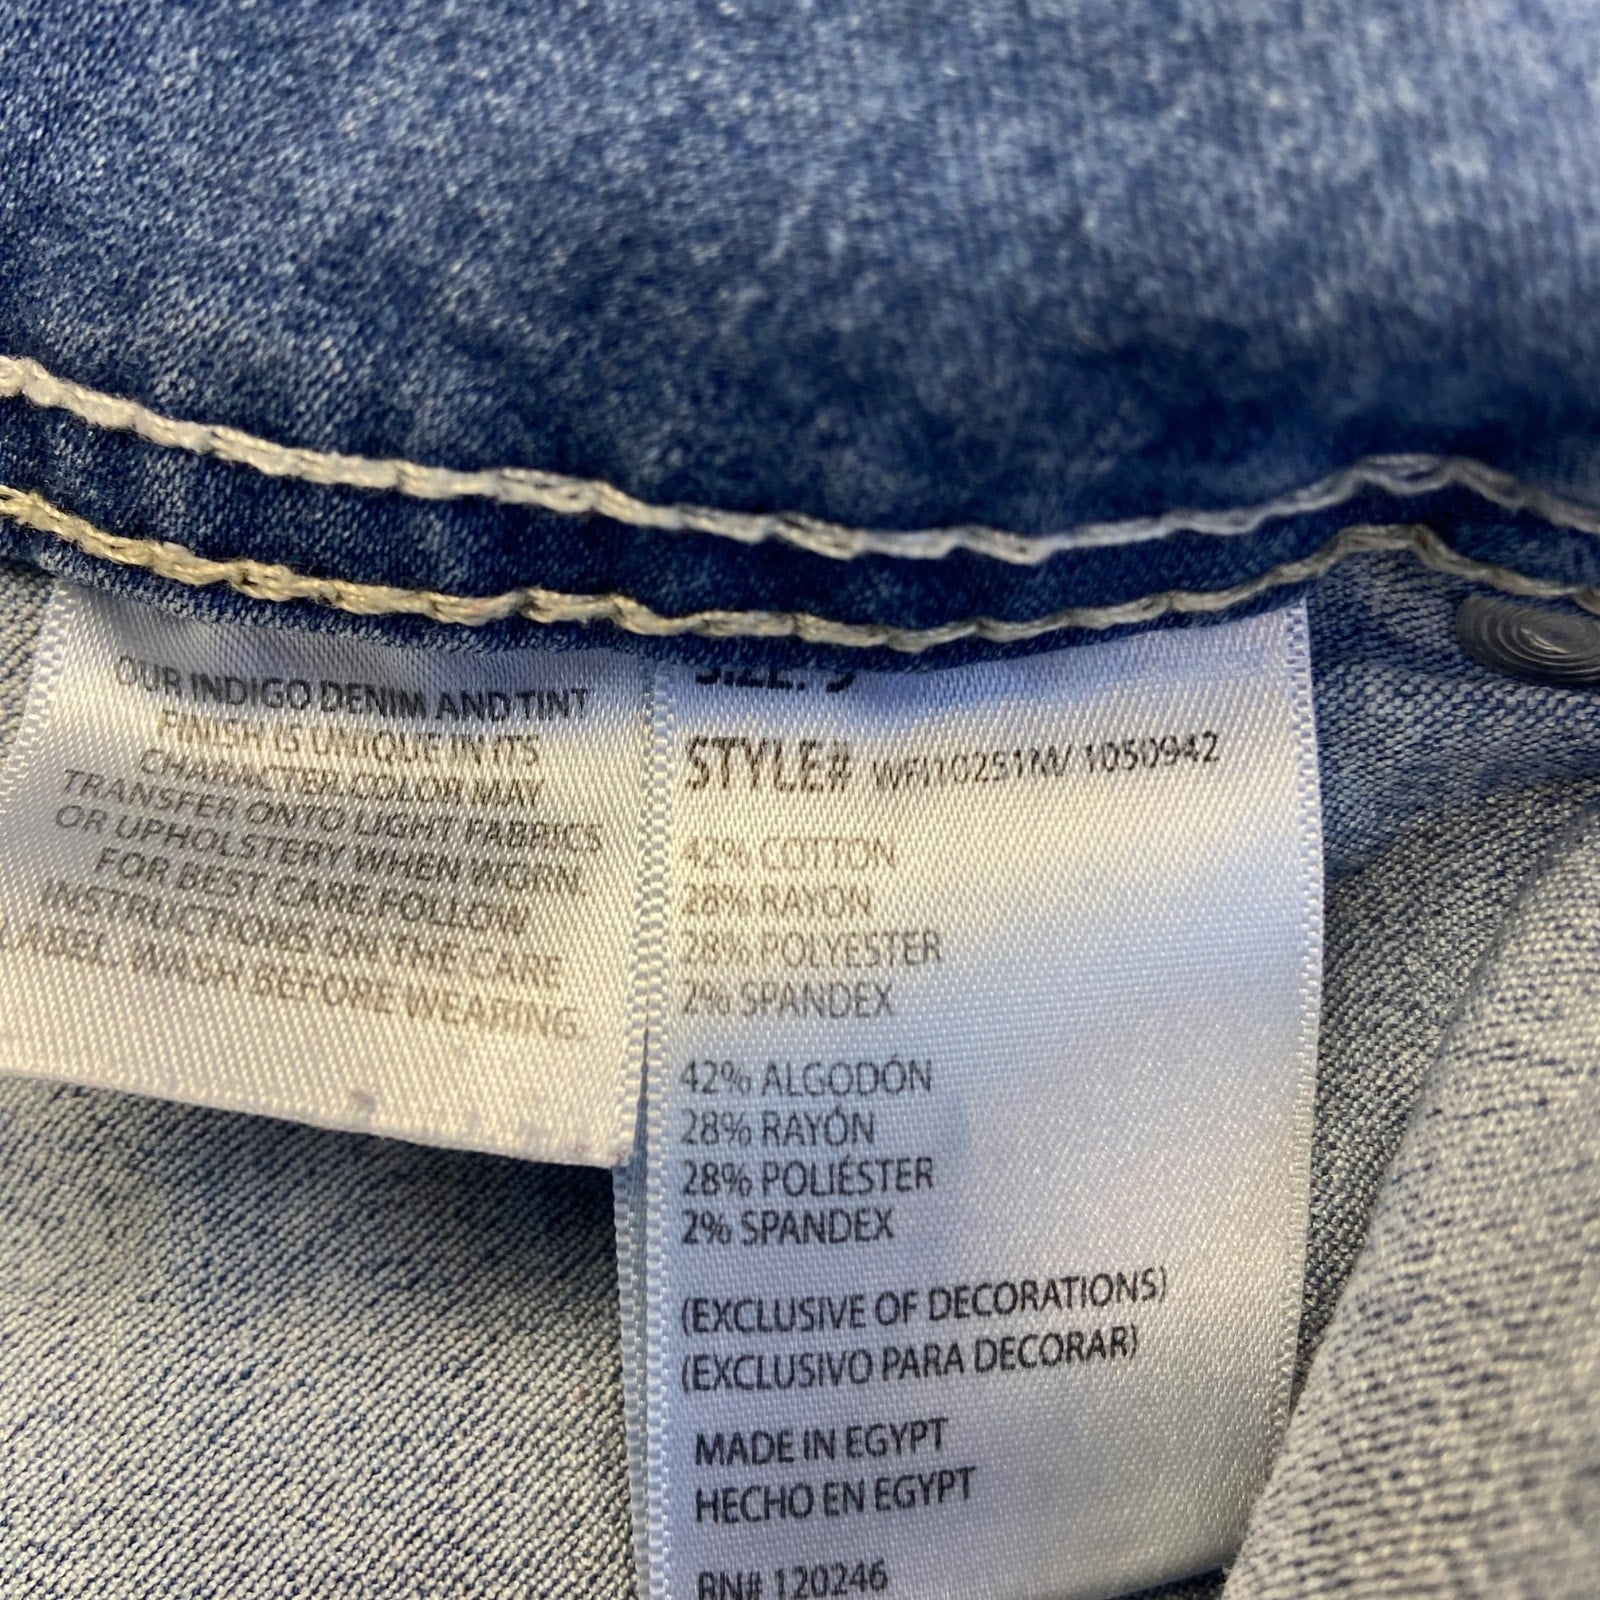 OUR INDIGO DENIM AND TINT
FINISH IS UNIQUE IN ITS
CHARACTER COLOR MAY
TRANSFER ONTO LIGHT FABRICS
OR UPHOLSTERY WHEN WORN
FOR BEST CARE, FOLLOW
INSTRUCTIONS ON THE CARE
LABEL. WASH BEFORE WEARING.
SIZE: 9
STYLE# 1050942
42% COTTON
28% RAYON
28% POLYESTER
2% SPANDEX
42% ALGODÓN
28% RAYÓN
28% POLIÉSTER
2% SPANDEX
(EXCLUSIVE OF DECORATIONS)
(EXCLUSIVO PARA DECORAR)
MADE IN EGYPT
HECHO EN EGYPT
RN# 120246